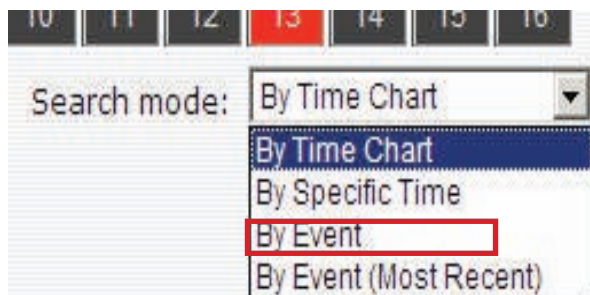 10 11 12 13 14 15 16
Search mode: By Time Chart
By Time Chart
By Specific Time
By Event
By Event (Most Recent)